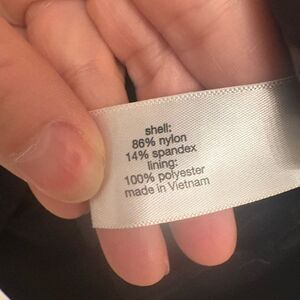 shell:
86% nylon
14% spandex
lining:
100% polyester
made in Vietnam